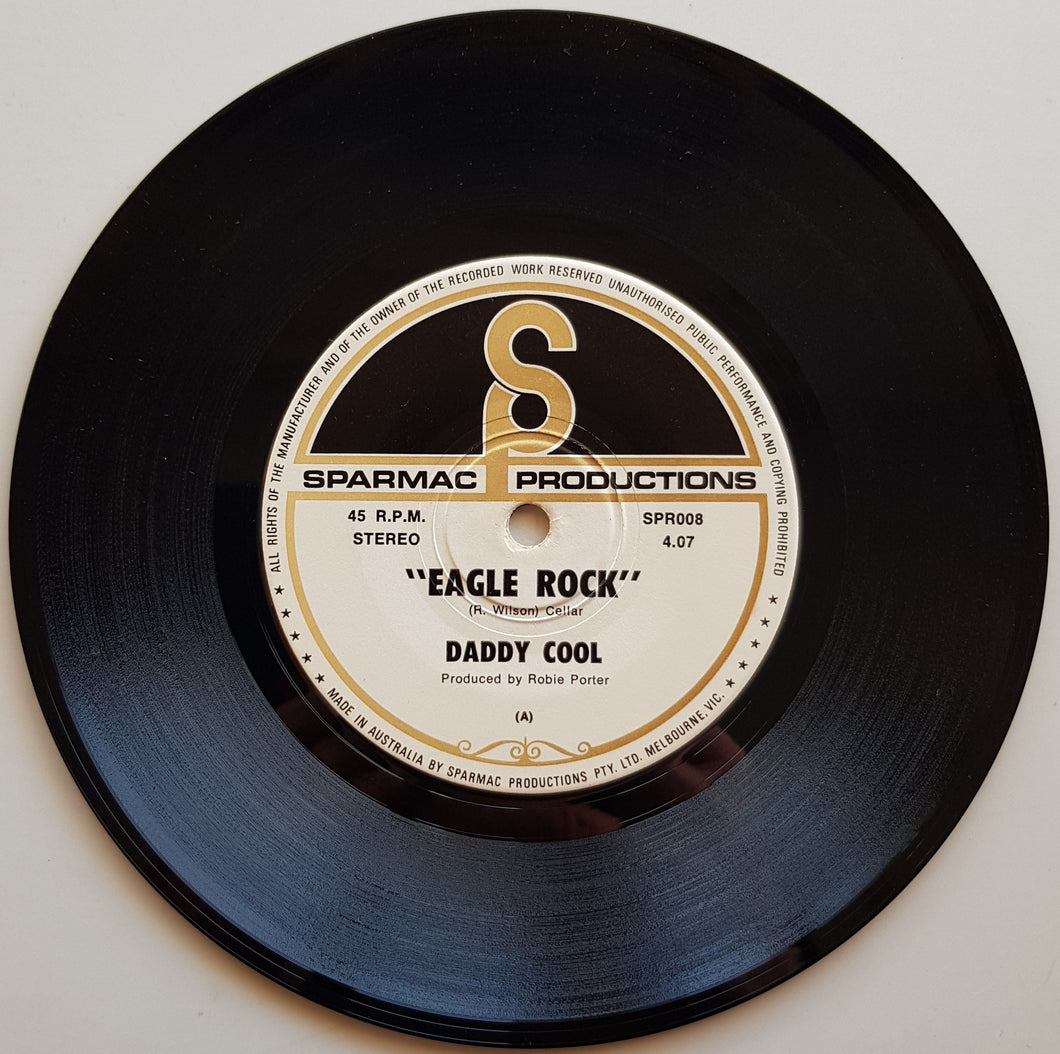 ALL RIGHTS OF THE MANUFACTURER AND OF THE OWNER OF THE RECORDED WORK RESERVED UNAUTHORISED PUBLIC PERFORMANCE AND COPYING PROHIBITED
SPARMAC PRODUCTIONS
45 R.P.M.
STEREO
SPR008
4.07
"EAGLE ROCK"
(R. Wilson) Cellar
DADDY COOL
Produced by Robie Porter
(A)
★ ★ ★ ★ ★ ★ MADE IN AUSTRALIA BY SPARMAC PRODUCTIONS PTY. LTD. MELBOURNE, VIC. ★ ★ ★ ★ ★ ★